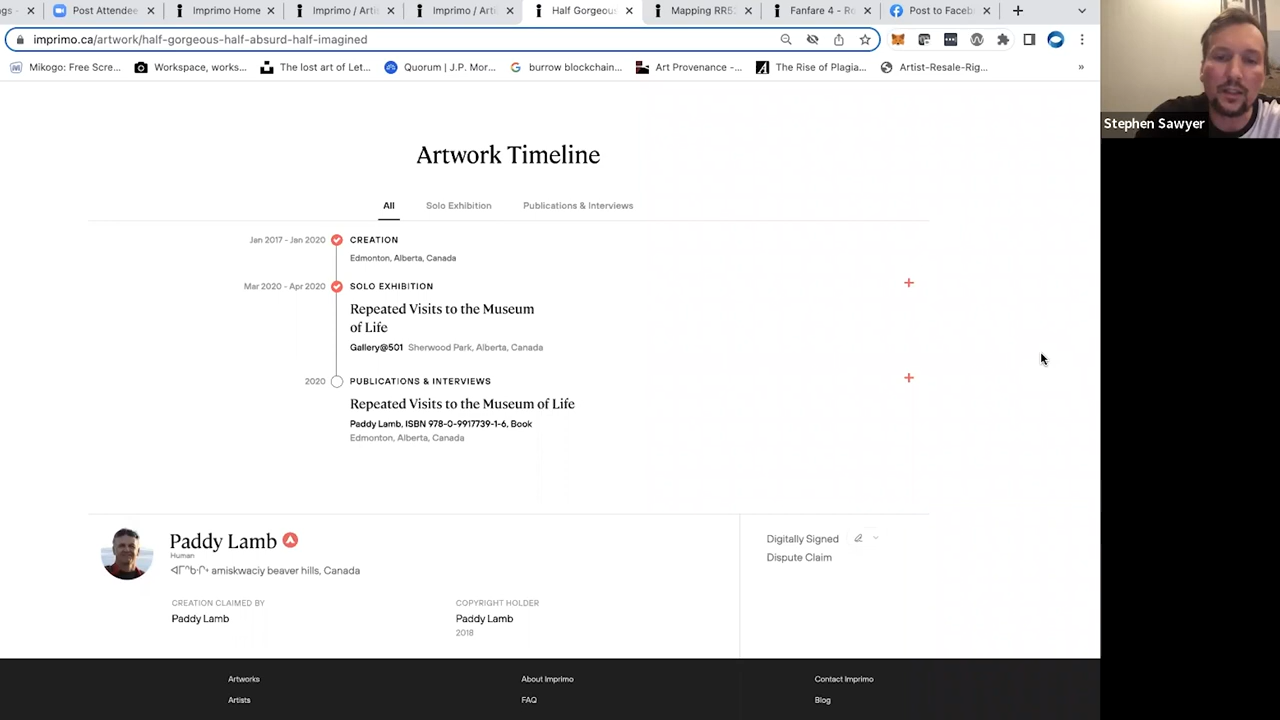 gs -
Post Attendee
Imprimo Home
Imprimo / Artis
Imprimo / Artis
Half Gorgeous
Mapping RR5
Fanfare 4 - Ro
Post to Faceb
imprimo.ca/artwork/half-gorgeous-half-absurd-half-imagined
Mikogo: Free Scre...
Workspace, works...
The lost art of Let...
Quorum | J.P. Mor...
burrow blockchain...
Art Provenance -...
The Rise of Plagia...
Artist-Resale-Rig...
»
Stephen Sawyer
Artwork Timeline
All
Solo Exhibition
Publications & Interviews
Jan 2017 - Jan 2020
CREATION
Edmonton, Alberta, Canada
Mar 2020 - Apr 2020
SOLO EXHIBITION
Repeated Visits to the Museum
of Life
Gallery@501 Sherwood Park, Alberta, Canada
2020
PUBLICATIONS & INTERVIEWS
Repeated Visits to the Museum of Life
Paddy Lamb, ISBN 978-0-9917739-1-6, Book
Edmonton, Alberta, Canada
Paddy Lamb
Human
amiskwaciy beaver hills, Canada
Digitally Signed
Dispute Claim
CREATION CLAIMED BY
Paddy Lamb
COPYRIGHT HOLDER
Paddy Lamb
2018
Artworks
About Imprimo
Contact Imprimo
Artists
FAQ
Blog